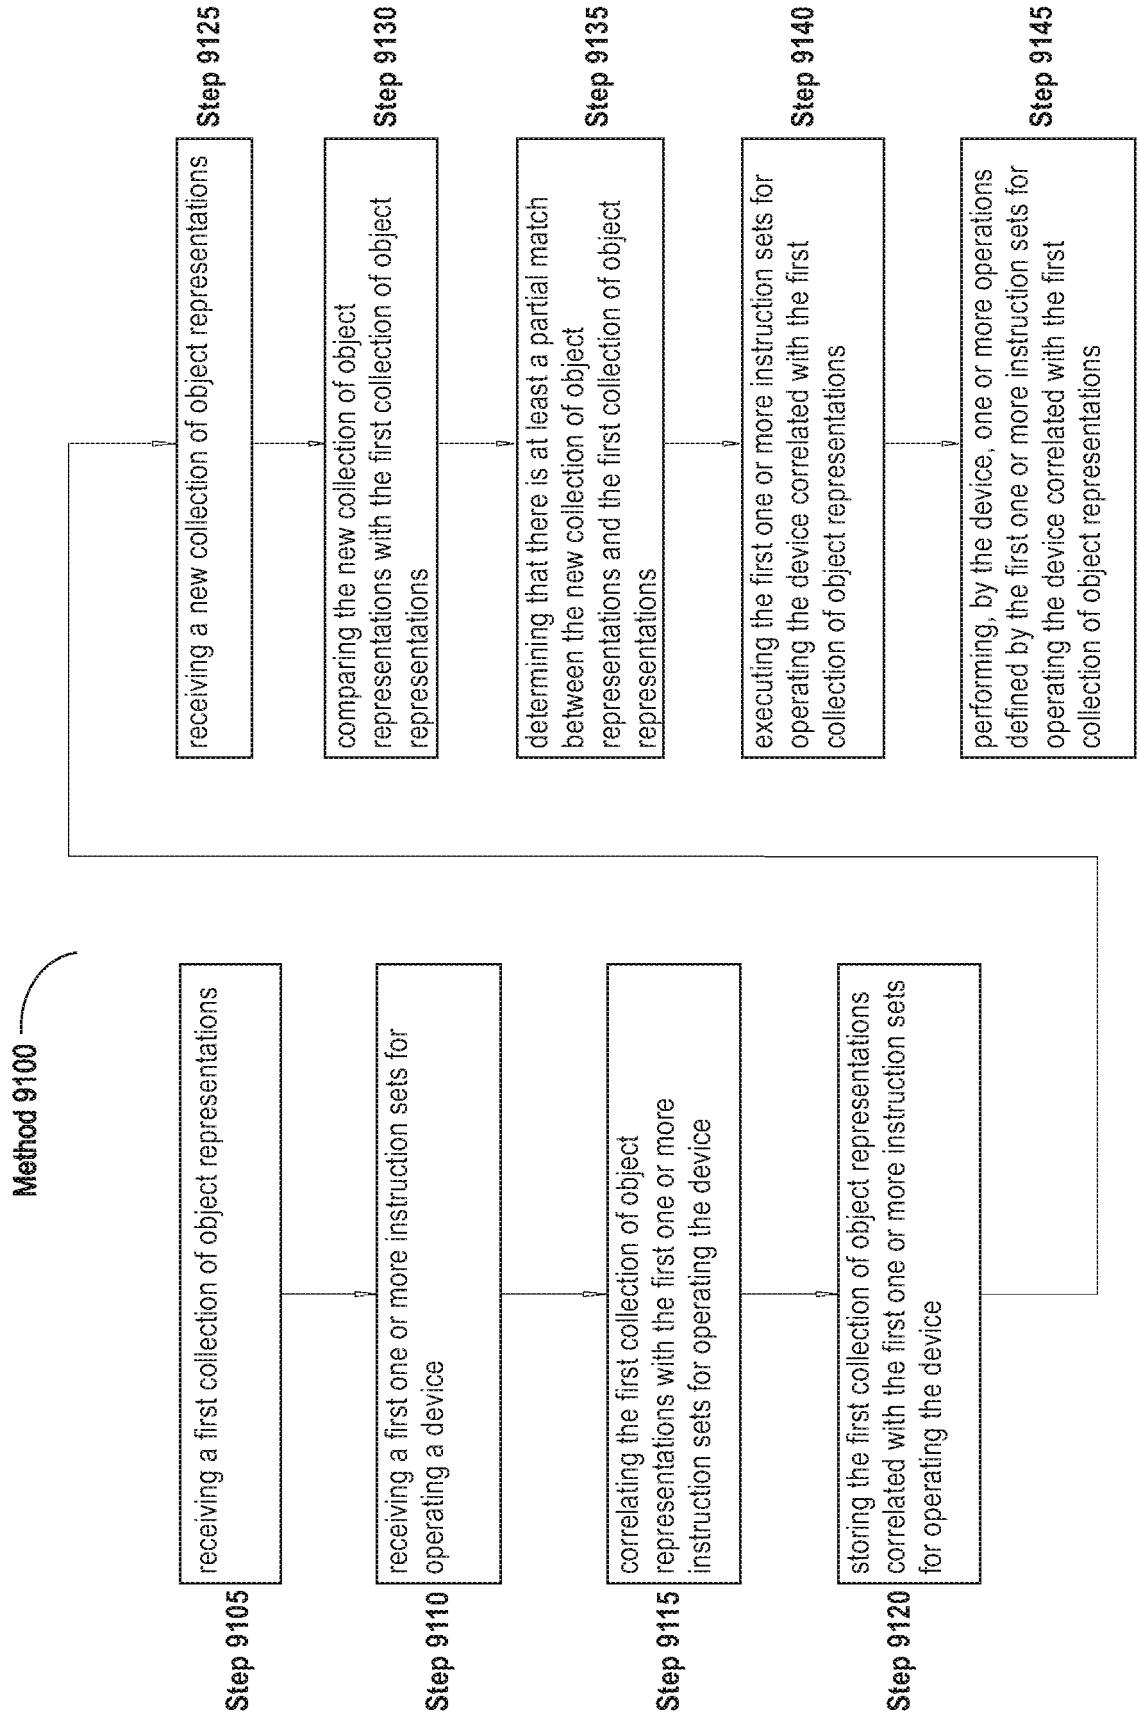 Method 9100
Step 9105
receiving a first collection of object representations
Step 9110
receiving a first one or more instruction sets for
operating a device
Step 9115
correlating the first collection of object
representations with the first one or more
instruction sets for operating the device
Step 9120
storing the first collection of object representations
correlated with the first one or more instruction sets
for operating the device
receiving a new collection of object representations
Step 9125
comparing the new collection of object
representations with the first collection of object
representations
Step 9130
determining that there is at least a partial match
between the new collection of object
representations and the first collection of object
representations
Step 9135
executing the first one or more instruction sets for
operating the device correlated with the first
collection of object representations
Step 9140
performing, by the device, one or more operations
defined by the first one or more instruction sets for
operating the device correlated with the first
collection of object representations
Step 9145